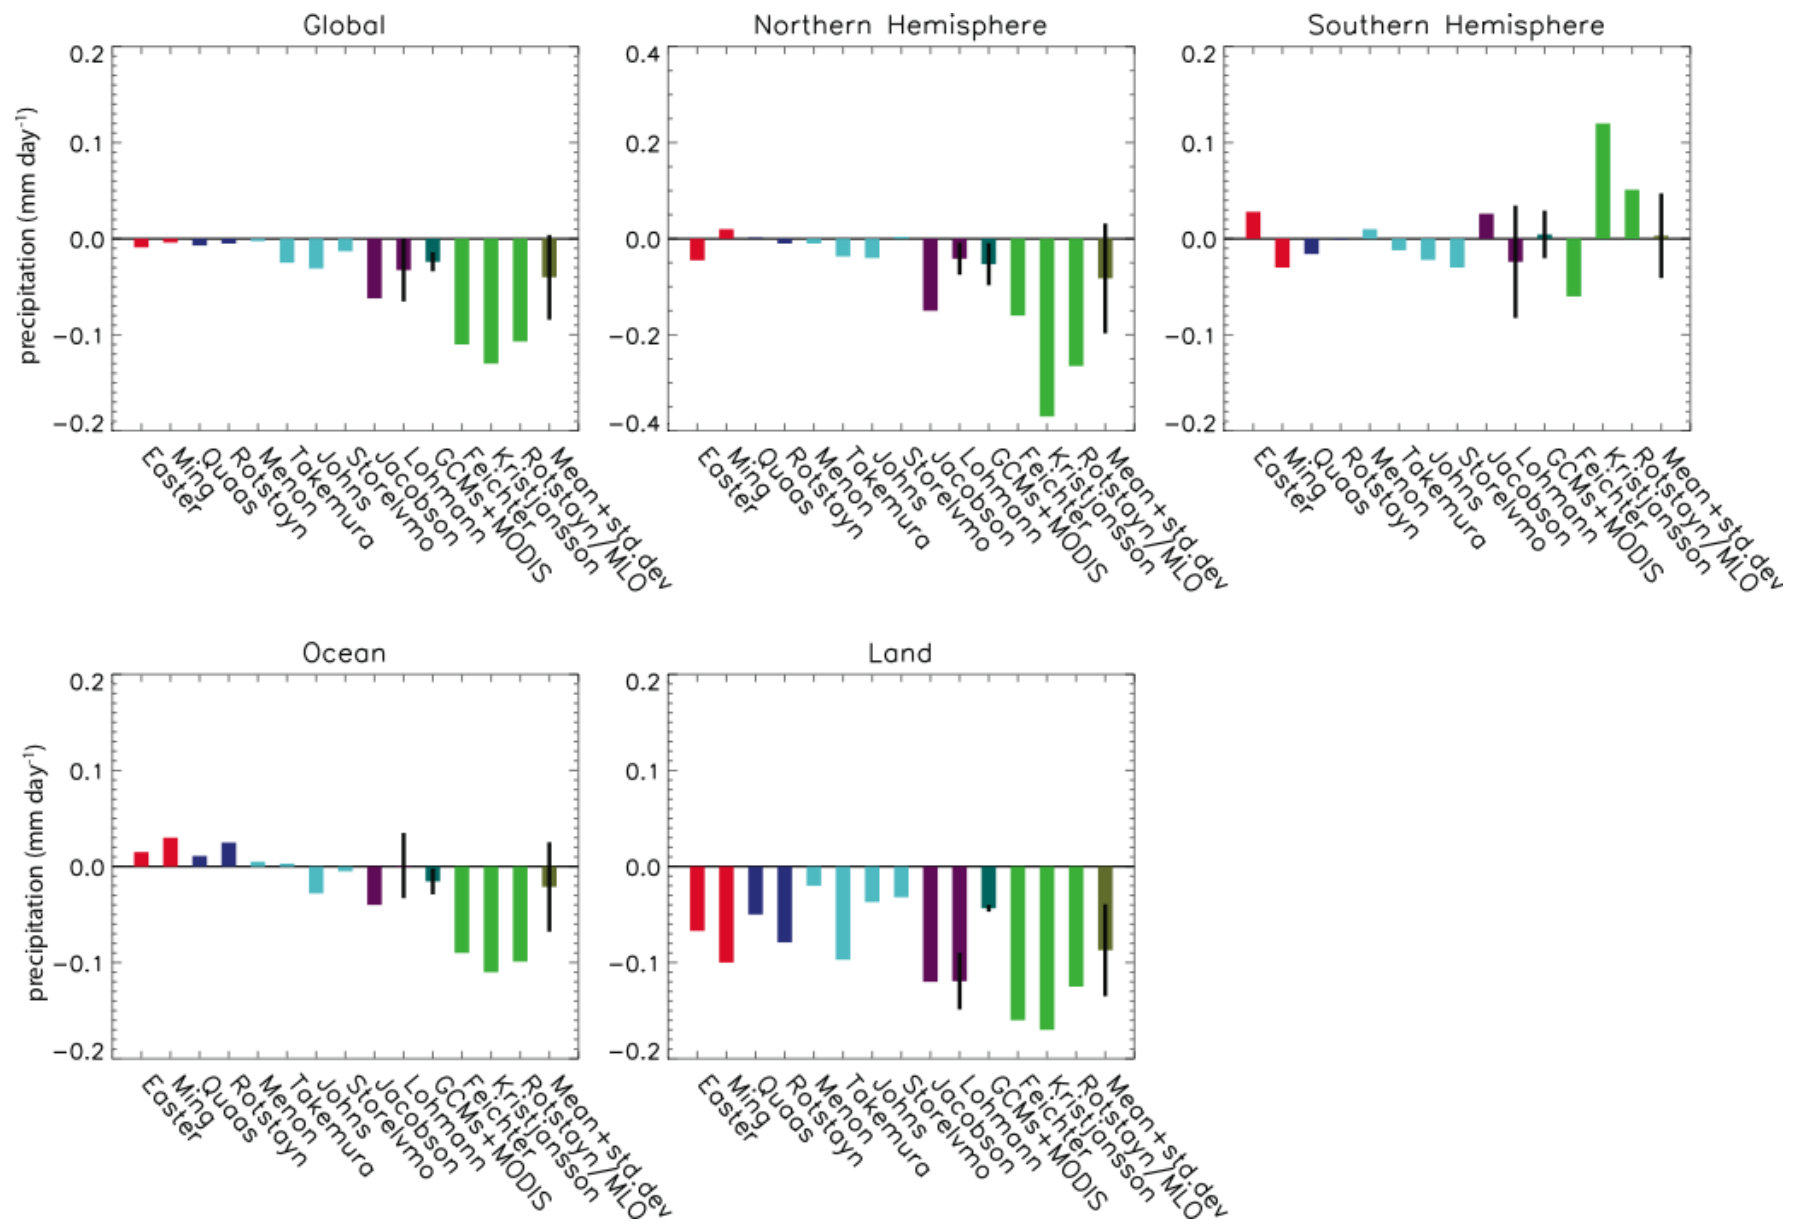 Global
Northern Hemisphere
Southern Hemisphere
precipitation (mm day-1)
0.2
0.1
0.0
−0.1
−0.2
Easter
Ming
Quaas
Rotstayn
Menon
Takemura
Johns
Storelvmo
Jacobson
Lohmann
GCMs+MODIS
Feichter
Kristjansson
Rotstayn/MLO
Mean+std.dev
0.4
0.2
0.0
−0.2
−0.4
Easter
Ming
Quaas
Rotstayn
Menon
Takemura
Johns
Storelvmo
Jacobson
Lohmann
GCMs+MODIS
Feichter
Kristjansson
Rotstayn/MLO
Mean+std.dev
0.2
0.1
0.0
−0.1
−0.2
Easter
Ming
Quaas
Rotstayn
Menon
Takemura
Johns
Storelvmo
Jacobson
Lohmann
GCMs+MODIS
Feichter
Kristjansson
Rotstayn/MLO
Mean+std.dev
Ocean
Land
precipitation (mm day-1)
0.2
0.1
0.0
−0.1
−0.2
Easter
Ming
Quaas
Rotstayn
Menon
Takemura
Johns
Storelvmo
Jacobson
Lohmann
GCMs+MODIS
Feichter
Kristjansson
Rotstayn/MLO
Mean+std.dev
0.2
0.1
0.0
−0.1
−0.2
Easter
Ming
Quaas
Rotstayn
Menon
Takemura
Johns
Storelvmo
Jacobson
Lohmann
GCMs+MODIS
Feichter
Kristjansson
Rotstayn/MLO
Mean+std.dev